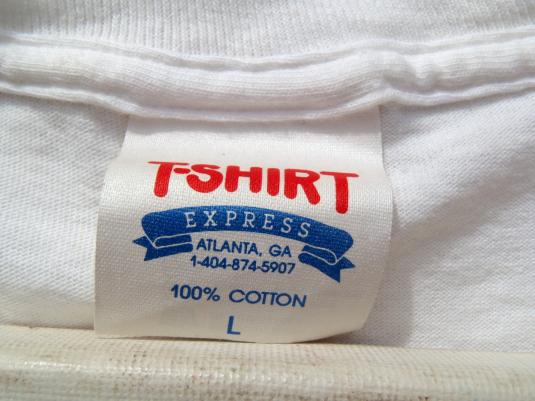 T-SHIRT
EXPRESS
ATLANTA, GA
1-404-874-5907
100% COTTON
L